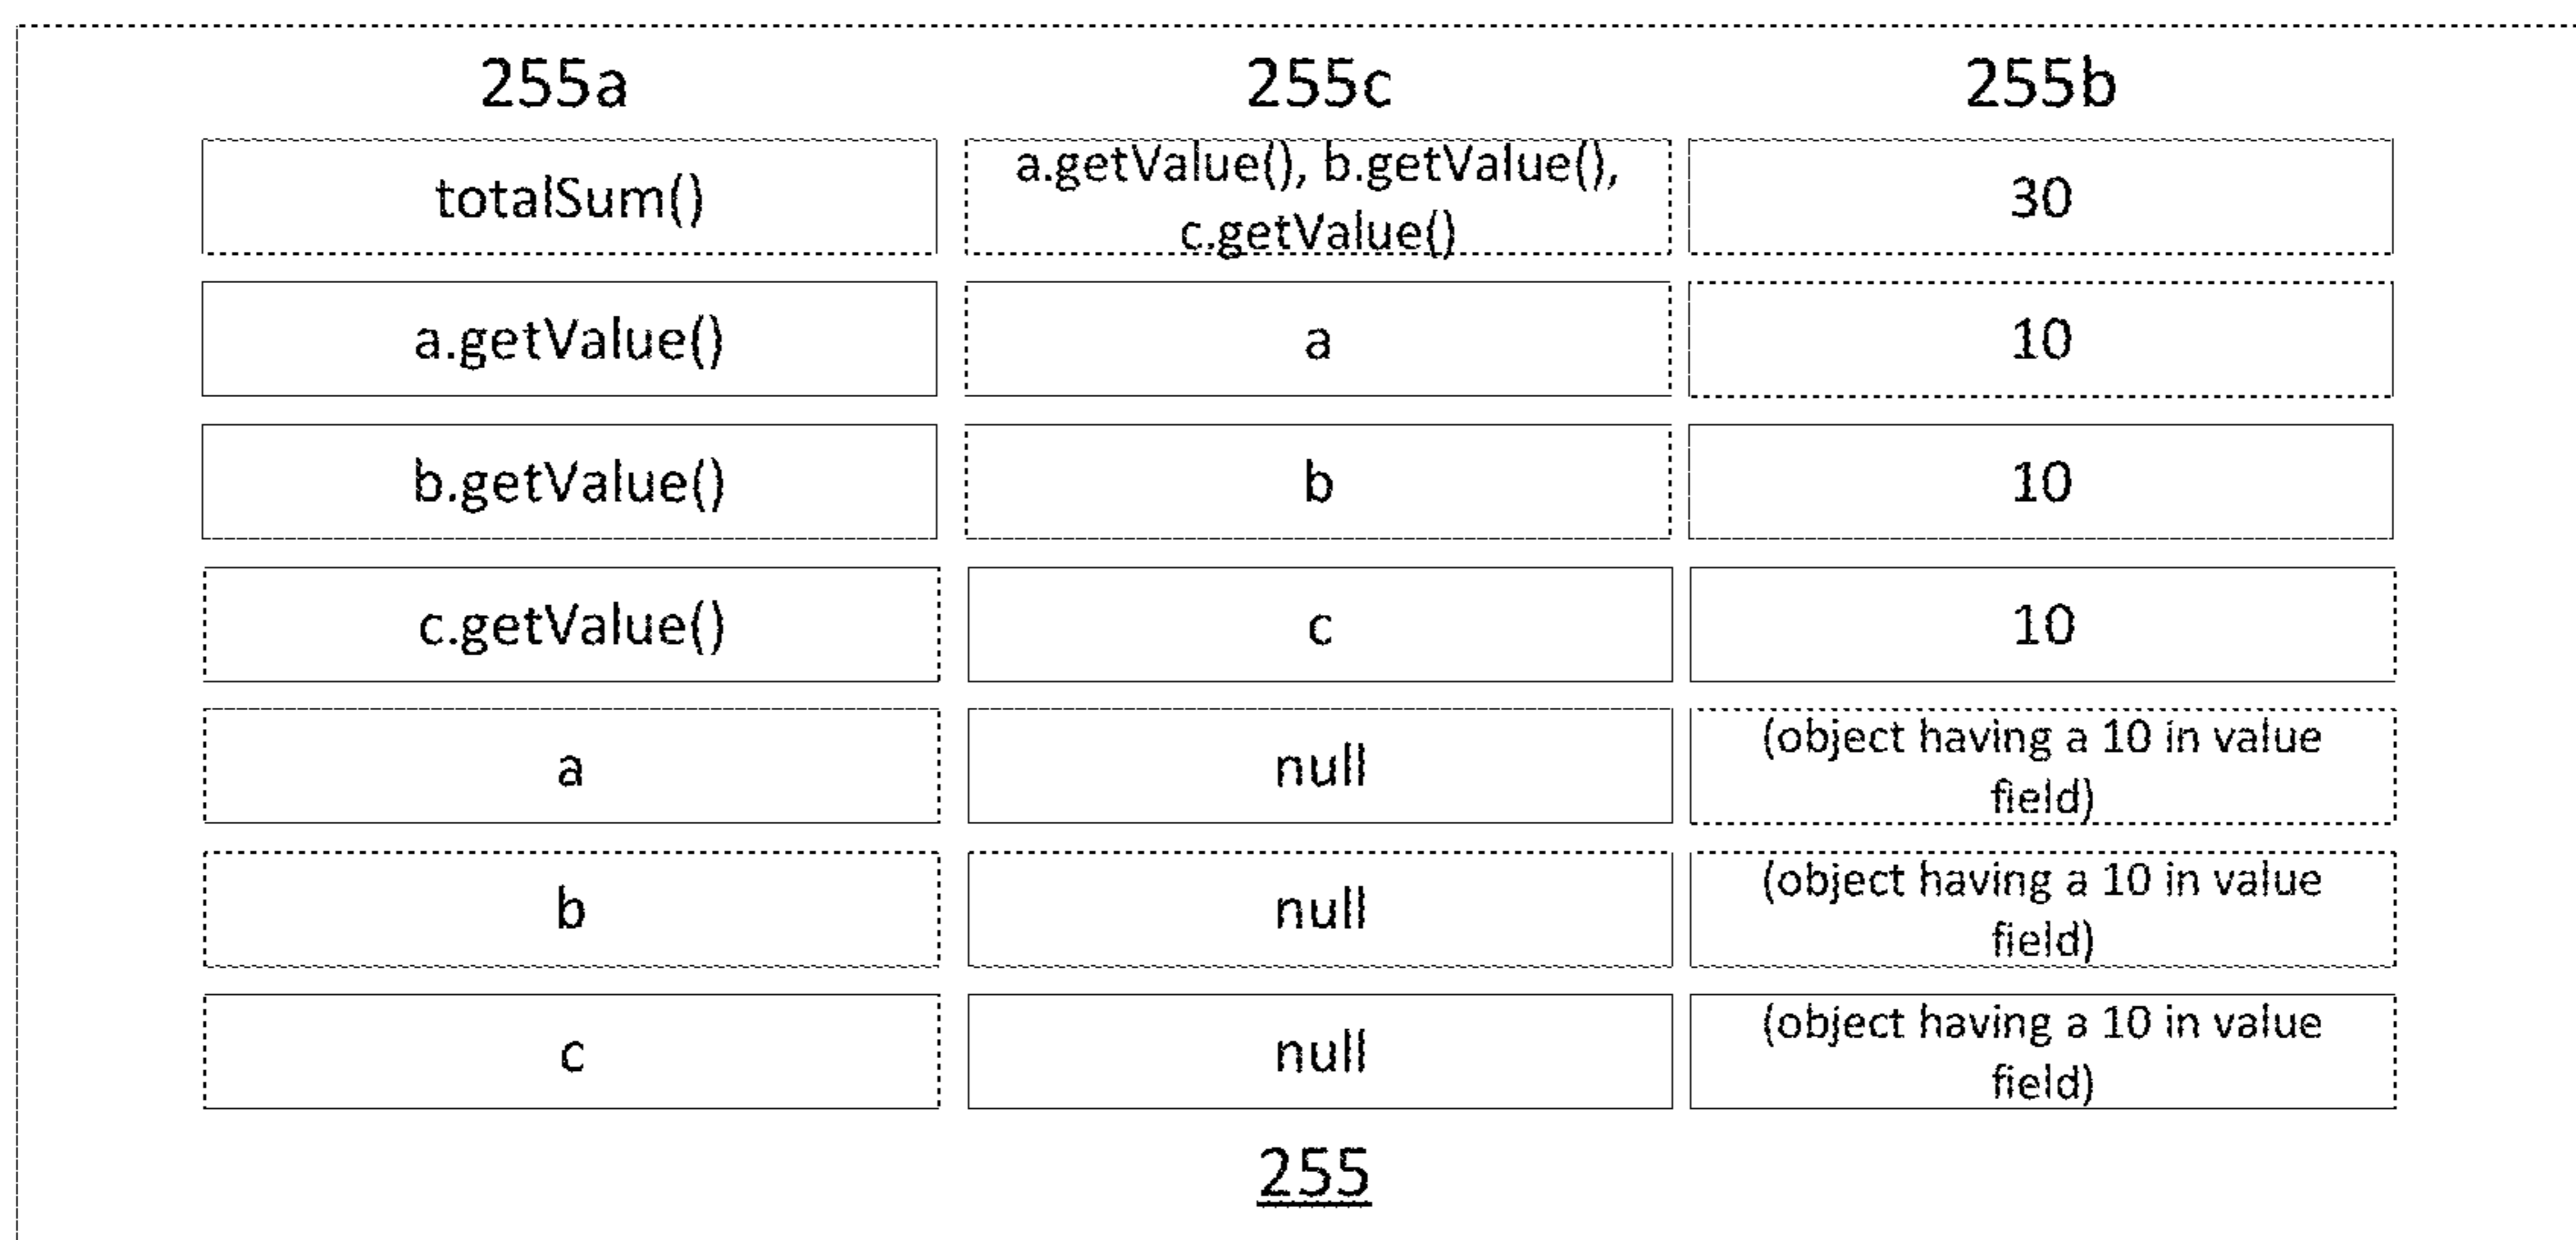 255a 255c 255b
totalSum() a.getValue(), b.getValue(), 30
c.getValue()
a.getValue() a 10
b.getValue() b 10
c.getValue() c 10
a null (object having a 10 in value
field)
b null (object having a 10 in value
field)
c null (object having a 10 in value
field)
255